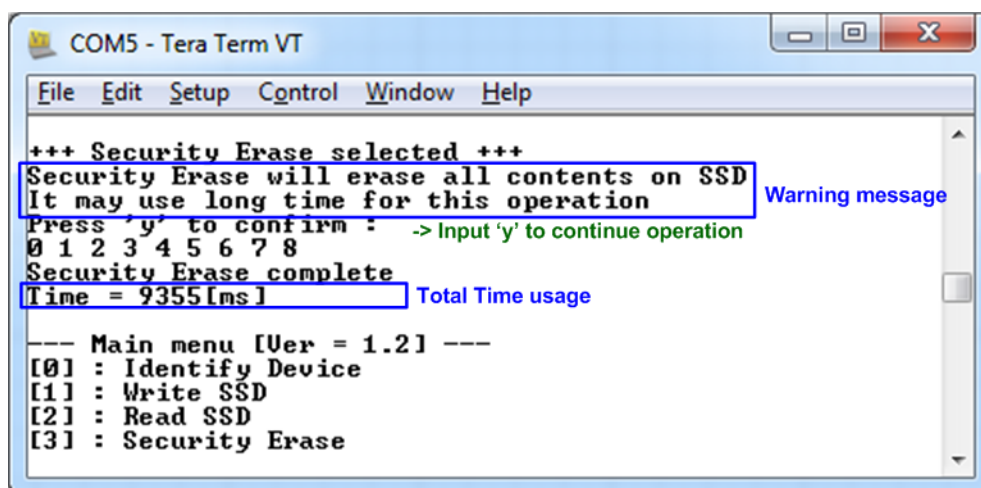 COM5 - Tera Term VT
File Edit Setup Control Window Help
+++ Security Erase selected +++
Security Erase will erase all contents on SSD
It may use long time for this operation
Warning message
Press 'y' to confirm :
-> Input ‘y’ to continue operation
0 1 2 3 4 5 6 7 8
Security Erase complete
Time = 9355[ms]
Total Time usage
--- Main menu [Ver = 1.2] ---
[0] : Identify Device
[1] : Write SSD
[2] : Read SSD
[3] : Security Erase